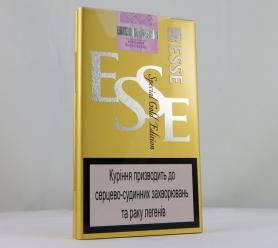 ESSE
ESSE
Special Gold Edition
Куріння призводить до
серцево-судинних захворювань
та раку легенів